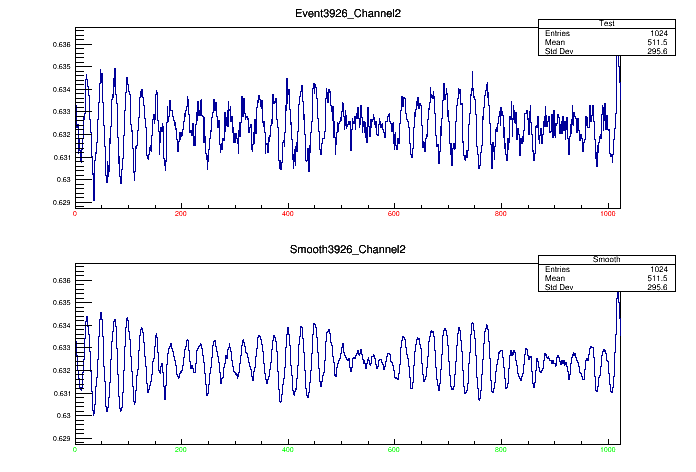 Event3926_Channel2
Test
Entries 1024
Mean 511.5
Std Dev 295.6
0.636
0.635
0.634
0.633
0.632
0.631
0.63
0.629
0 200 400 600 800 1000
Smooth3926_Channel2
Smooth
Entries 1024
Mean 511.5
Std Dev 295.6
0.636
0.635
0.634
0.633
0.632
0.631
0.63
0.629
0 200 400 600 800 1000